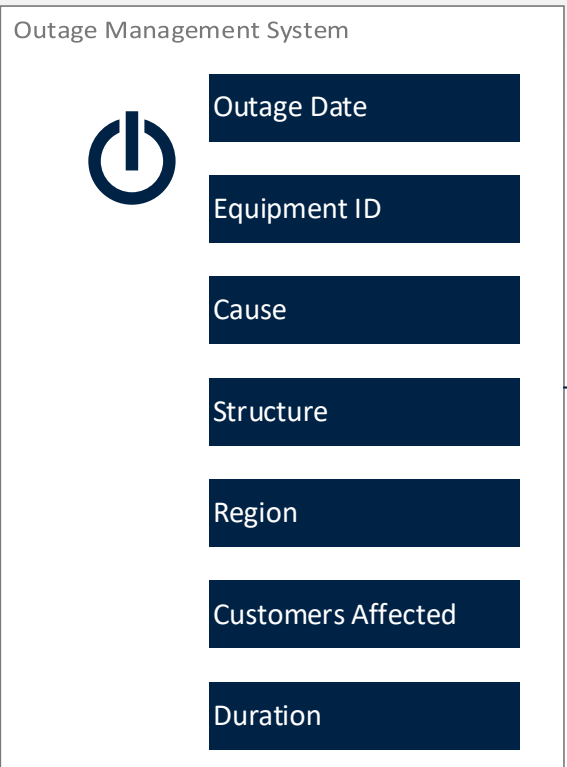 Outage Management System
Outage Date
Equipment ID
Cause
Structure
Region
Customers Affected
Duration